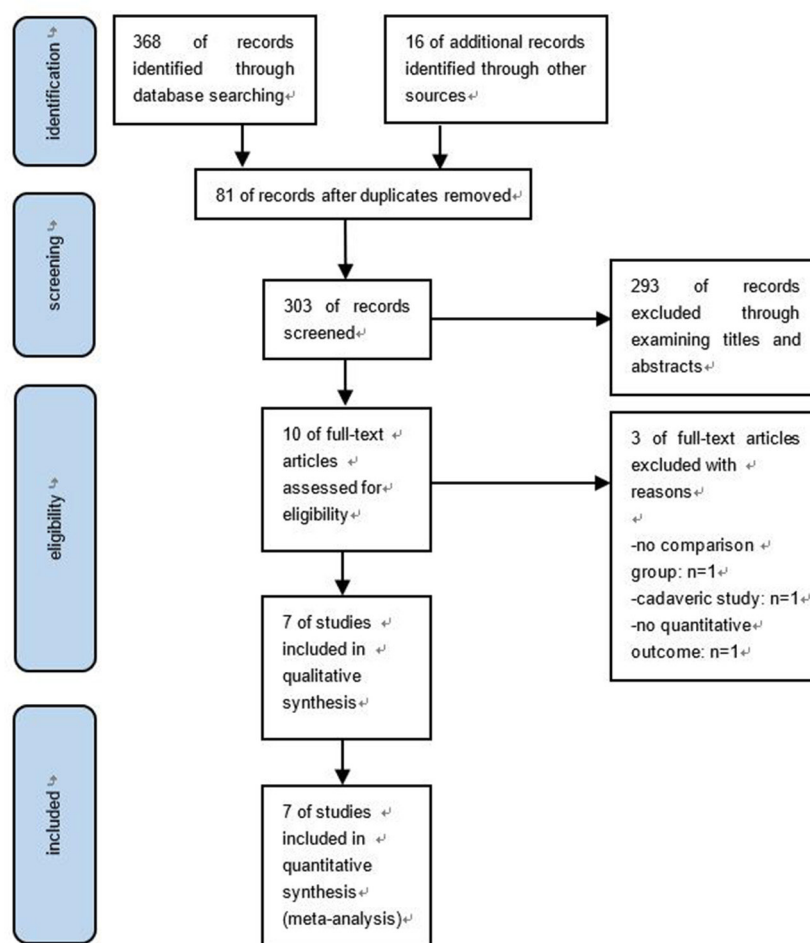 identification
368 of records
identified through
database searching↵
16 of additional records
identified through other
sources↵
81 of records after duplicates removed↵
screening
303 of records
screened↵
293 of records
excluded through
examining titles and
abstracts↵
eligibility
10 of full-text ↵
articles ↵
assessed for↵
eligibility↵
3 of full-text articles
excluded with ↵
reasons↵
↵
-no comparison ↵
group: n=1↵
-cadaveric study: n=1↵
-no quantitative↵
outcome: n=1↵
7 of studies ↵
included in ↵
qualitative
synthesis↵
included
7 of studies ↵
included in ↵
quantitative
synthesis↵
(meta-analysis)↵